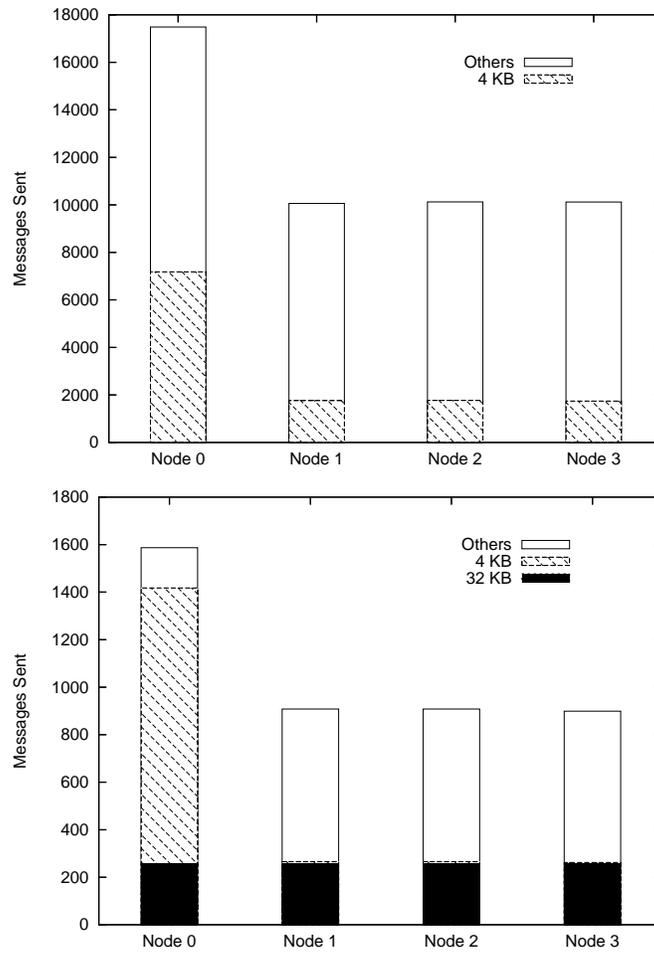 18000
16000
14000
12000
10000
8000
6000
4000
2000
0
Messages Sent
Others
4 KB
Node 0 Node 1 Node 2 Node 3
1800
1600
1400
1200
1000
800
600
400
200
0
Messages Sent
Others
4 KB
32 KB
Node 0 Node 1 Node 2 Node 3